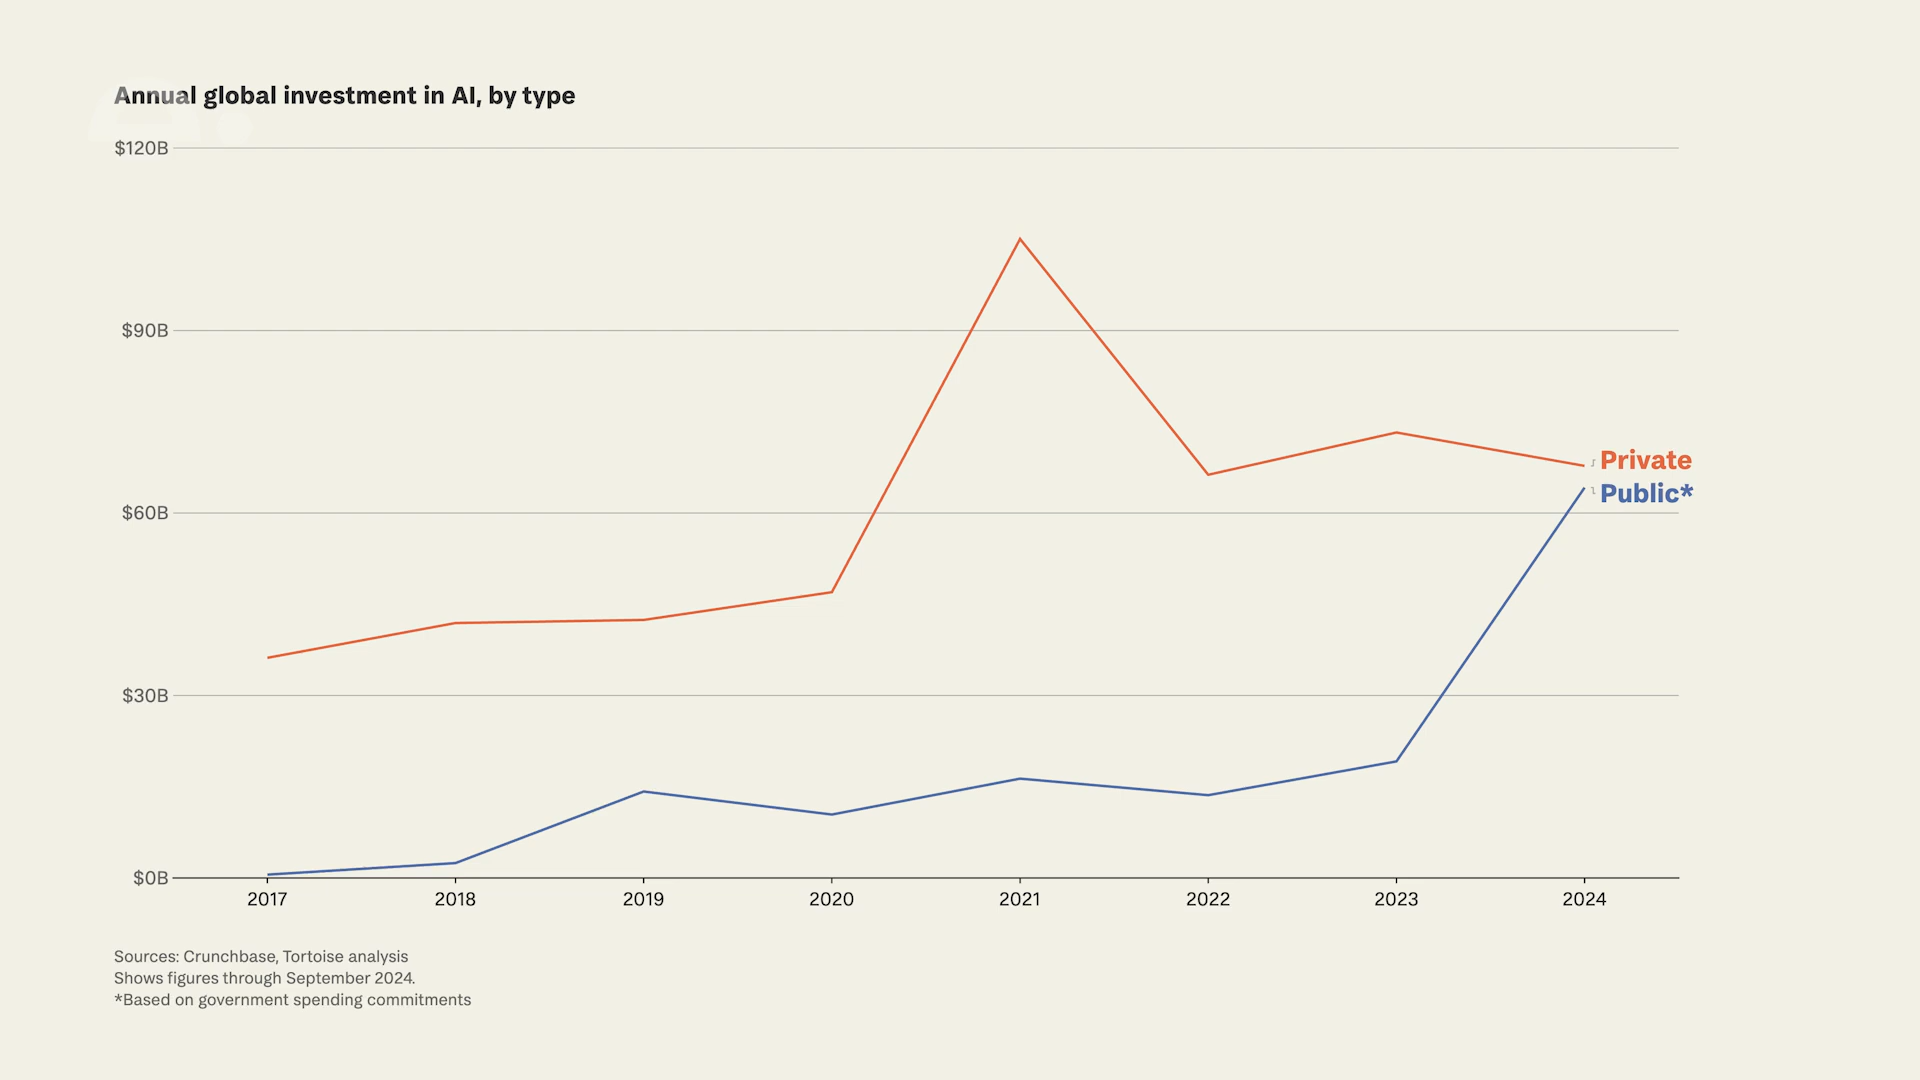 Annual global investment in AI, by type
$120B
$90B
$60B
$30B
$0B
Private
Public*
2017 2018 2019 2020 2021 2022 2023 2024
Sources: Crunchbase, Tortoise analysis
Shows figures through September 2024.
*Based on government spending commitments